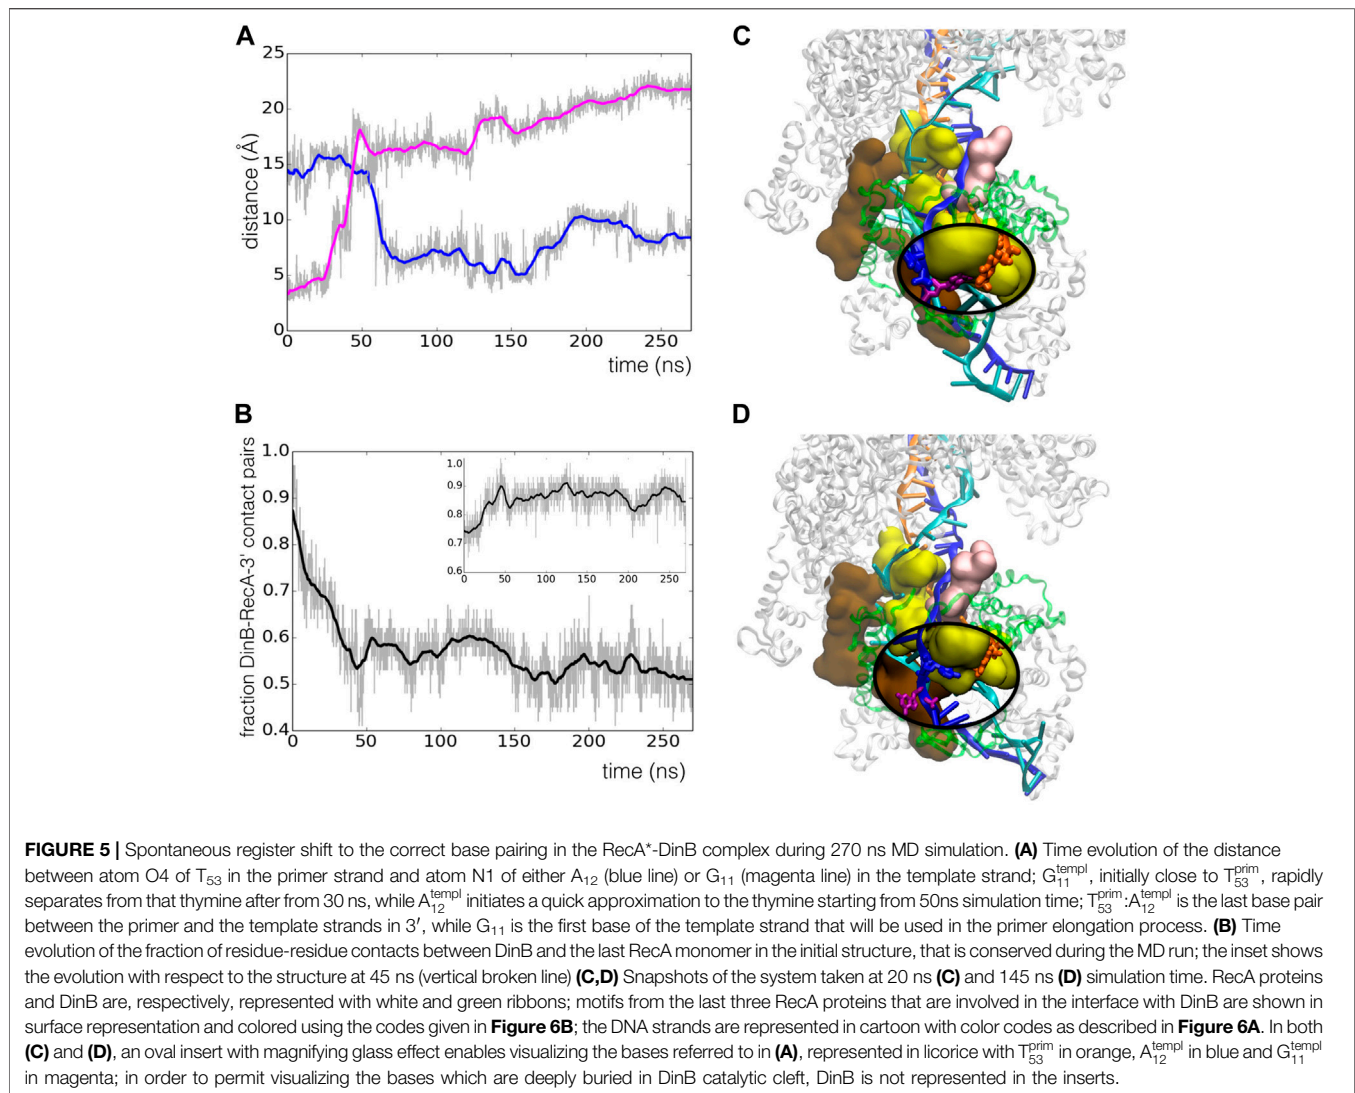 A
25
20
15
10
5
0
distance (Å)
0 50 100 150 200 250
time (ns)
B
1.0
0.9
0.8
0.7
0.6
0.5
0.4
fraction DinB-RecA-3' contact pairs
1.0
0.9
0.8
0.7
0.6
0 50 100 150 200 250
0 50 100 150 200 250
time (ns)
C
D
FIGURE 5 | Spontaneous register shift to the correct base pairing in the RecA*-DinB complex during 270 ns MD simulation. (A) Time evolution of the distance
between atom O4 of T53 in the primer strand and atom N1 of either A12 (blue line) or G11 (magenta line) in the template strand; G11templ, initially close to T53prim, rapidly
separates from that thymine after from 30 ns, while A12templ initiates a quick approximation to the thymine starting from 50ns simulation time; T53prim:A12templ is the last base pair
between the primer and the template strands in 3′, while G11 is the first base of the template strand that will be used in the primer elongation process. (B) Time
evolution of the fraction of residue-residue contacts between DinB and the last RecA monomer in the initial structure, that is conserved during the MD run; the inset shows
the evolution with respect to the structure at 45 ns (vertical broken line) (C,D) Snapshots of the system taken at 20 ns (C) and 145 ns (D) simulation time. RecA proteins
and DinB are, respectively, represented with white and green ribbons; motifs from the last three RecA proteins that are involved in the interface with DinB are shown in
surface representation and colored using the codes given in Figure 6B; the DNA strands are represented in cartoon with color codes as described in Figure 6A. In both
(C) and (D), an oval insert with magnifying glass effect enables visualizing the bases referred to in (A), represented in licorice with T53prim in orange, A12templ in blue and G11templ
in magenta; in order to permit visualizing the bases which are deeply buried in DinB catalytic cleft, DinB is not represented in the inserts.